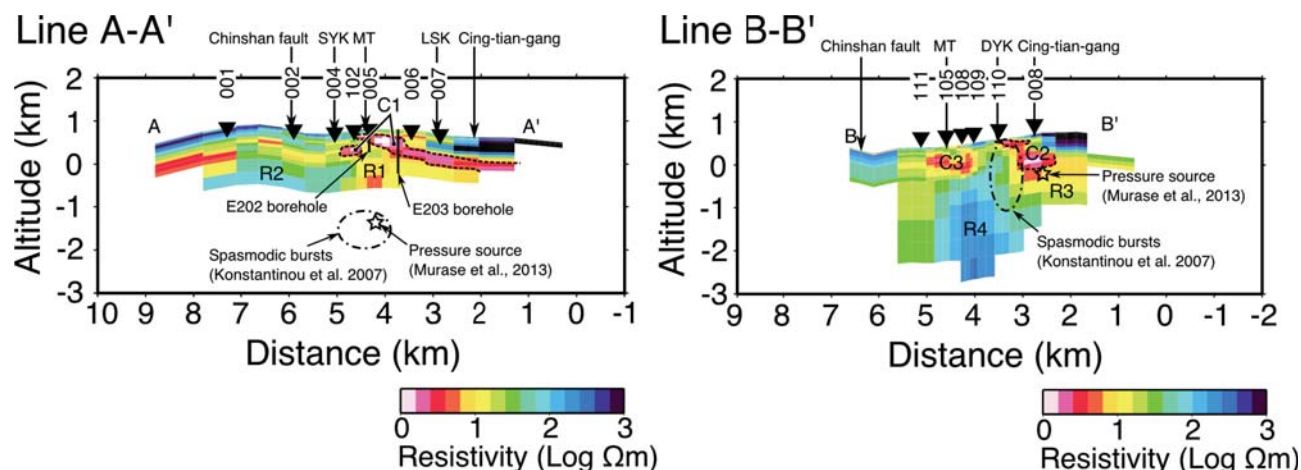 Line A-A'
Chinshan fault SYK MT LSK Cing-tian-gang
001 002 004 102 005 006 007
C1
A A'
R2 R1
E202 borehole E203 borehole
Spasmodic bursts
(Konstantinou et al. 2007)
Pressure source
(Murase et al., 2013)
Altitude (km)
2
1
0
-1
-2
-3
10 9 8 7 6 5 4 3 2 1 0 -1
Distance (km)
0 1 2 3
Resistivity (Log Ωm)
Line B-B'
Chinshan fault MT DYK Cing-tian-gang
111 105 108 109 110 008
B B'
C3 C2
R3
R4
Pressure source
(Murase et al., 2013)
Spasmodic bursts
(Konstantinou et al. 2007)
Altitude (km)
2
1
0
-1
-2
-3
9 8 7 6 5 4 3 2 1 0 -1 -2
Distance (km)
0 1 2 3
Resistivity (Log Ωm)